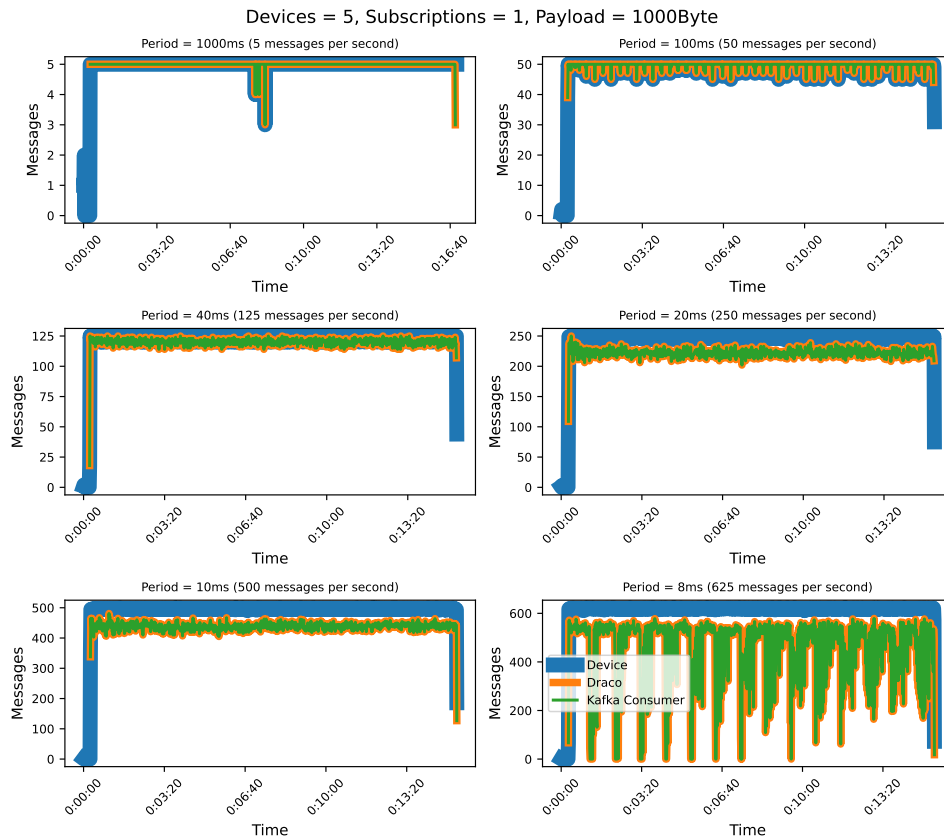 Devices = 5, Subscriptions = 1, Payload = 1000Byte
Period = 1000ms (5 messages per second)
Messages
5
4
3
2
1
0
0:00:00
0:03:20
0:06:40
0:10:00
0:13:20
0:16:40
Time
Period = 100ms (50 messages per second)
Messages
50
40
30
20
10
0
0:00:00
0:03:20
0:06:40
0:10:00
0:13:20
Time
Period = 40ms (125 messages per second)
Messages
125
100
75
50
25
0
0:00:00
0:03:20
0:06:40
0:10:00
0:13:20
Time
Period = 20ms (250 messages per second)
Messages
250
200
150
100
50
0
0:00:00
0:03:20
0:06:40
0:10:00
0:13:20
Time
Period = 10ms (500 messages per second)
Messages
500
400
300
200
100
0
0:00:00
0:03:20
0:06:40
0:10:00
0:13:20
Time
Period = 8ms (625 messages per second)
Messages
600
400
200
0
Device
Draco
Kafka Consumer
0:00:00
0:03:20
0:06:40
0:10:00
0:13:20
Time